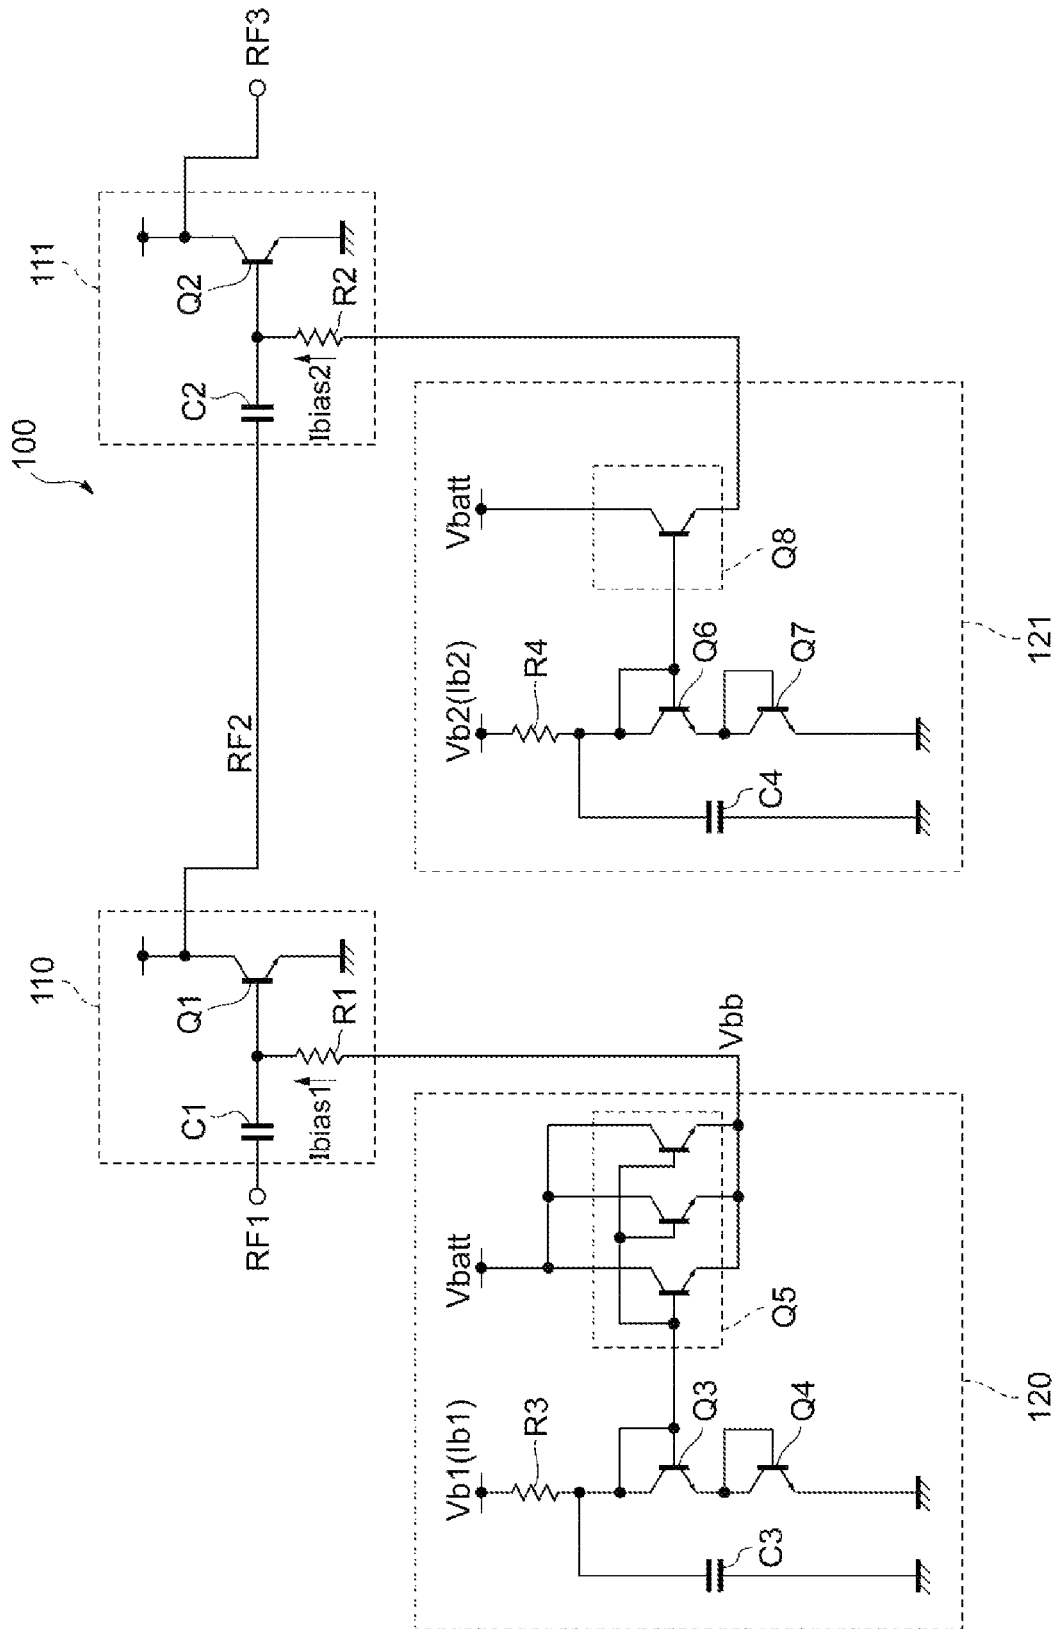 100
110
111
RF1
C1
Q1
Ibias1
R1
RF2
C2
Q2
Ibias2
R2
RF3
Vb1(Ib1)
Vbatt
R3
Q3
Q4
C3
Q5
Vbb
120
Vb2(Ib2)
Vbatt
R4
Q6
Q7
C4
Q8
121